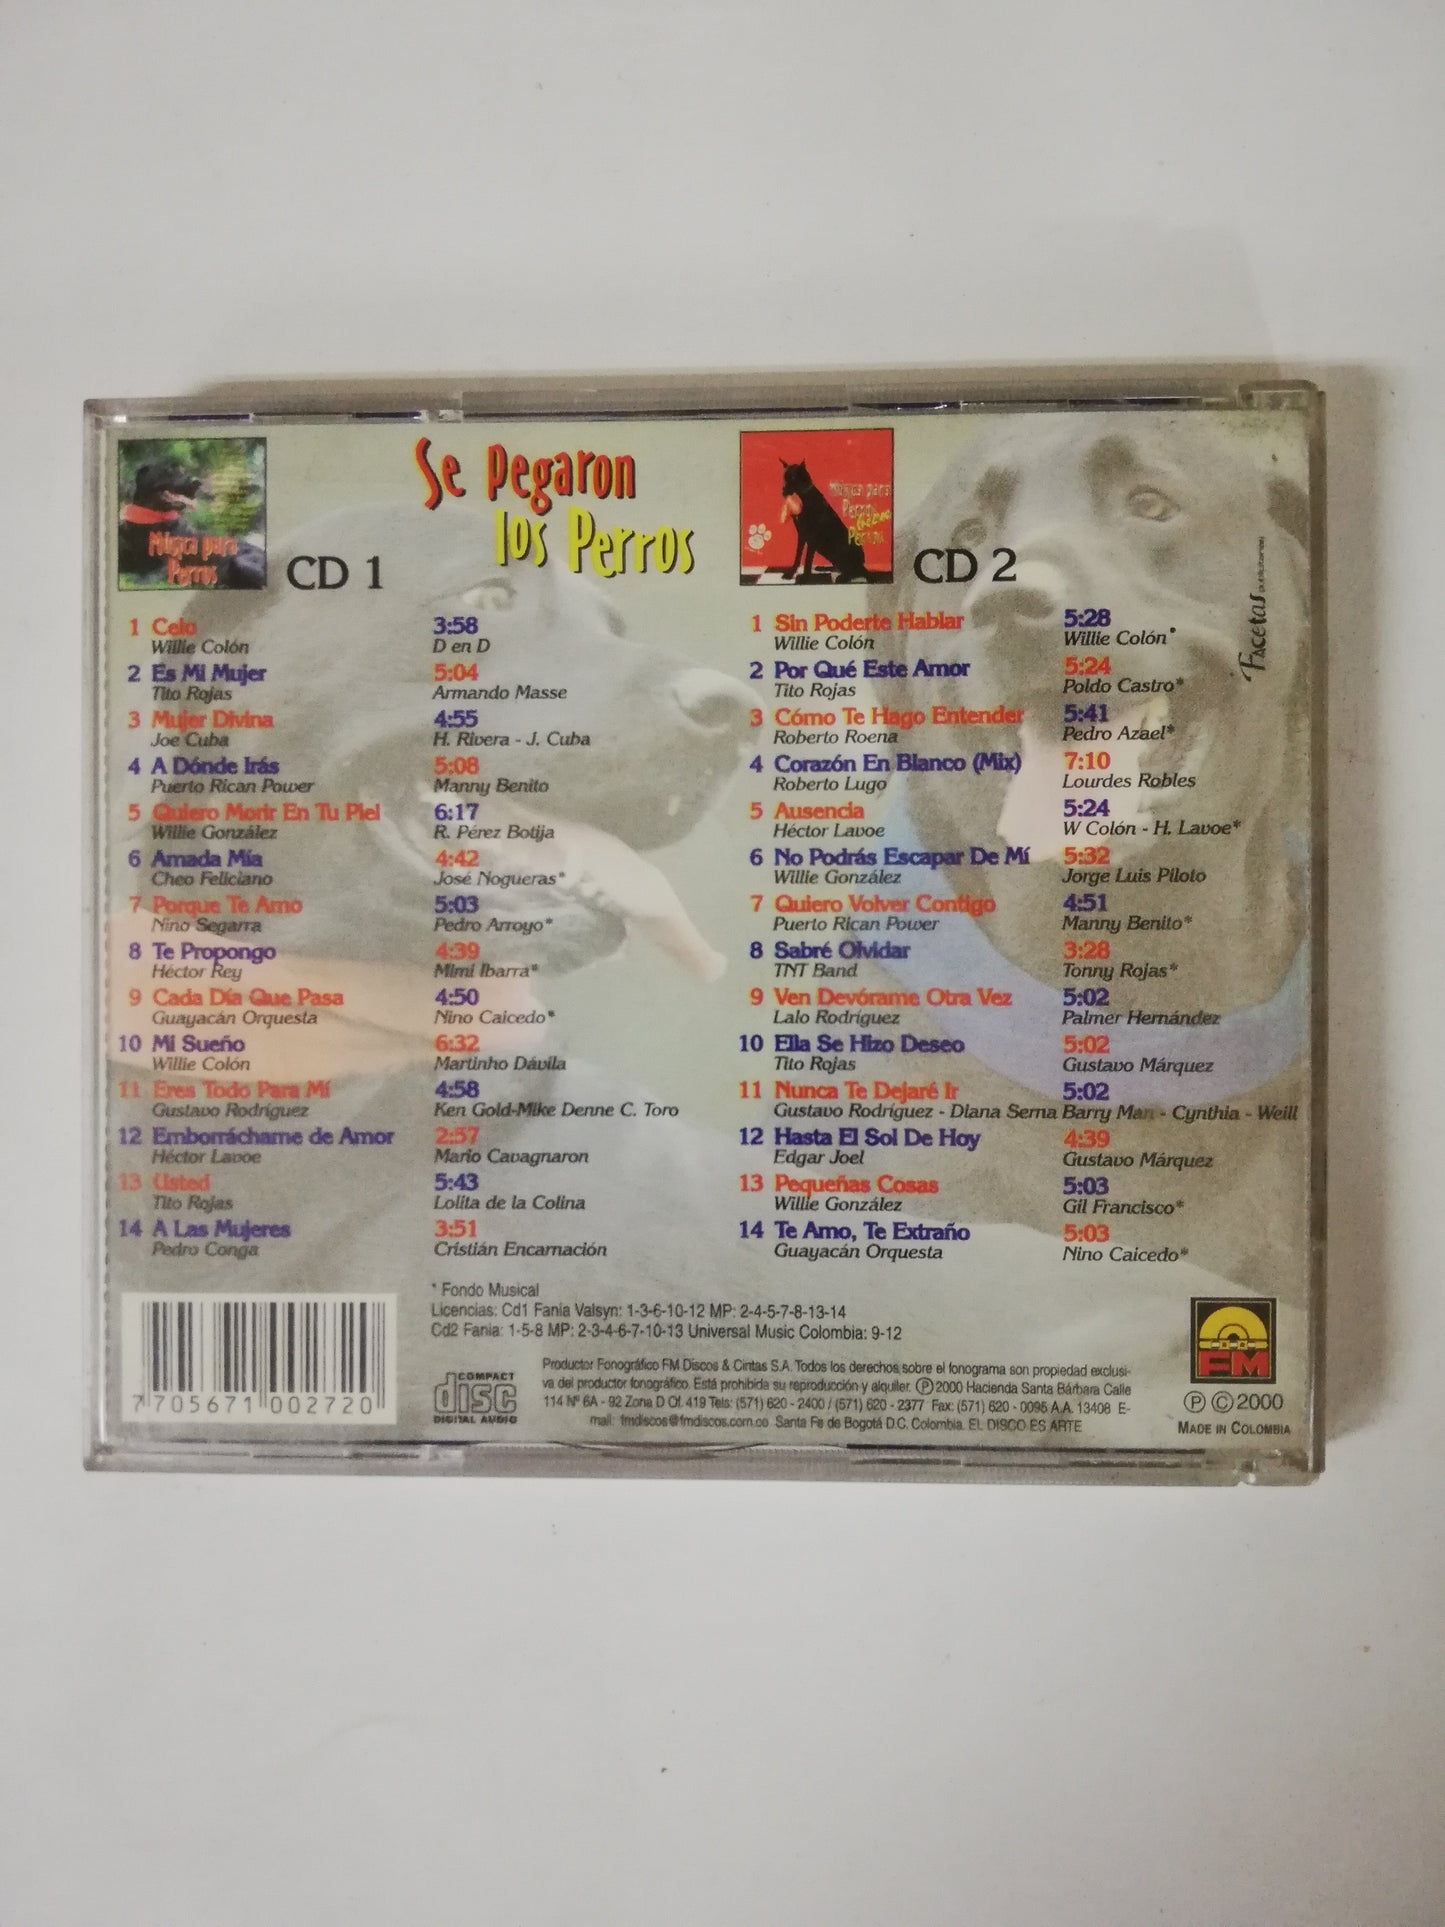 Se Pegaron
los Perros
Música para
Perros
CD 1
1 Celo 3:58
Willie Colón D en D
2 Es Mi Mujer 5:04
Tito Rojas Armando Masse
3 Mujer Divina 4:55
Joe Cuba H. Rivera - J. Cuba
4 A Dónde Irás 5:08
Puerto Rican Power Manny Benito
5 Quiero Morir En Tu Piel 6:17
Willie González R. Pérez Botija
6 Amada Mía 4:42
Cheo Feliciano José Nogueras*
7 Porque Te Amo 5:03
Nino Segarra Pedro Arroyo*
8 Te Propongo 4:39
Héctor Rey Mimi Ibarra*
9 Cada Día Que Pasa 4:50
Guayacán Orquesta Nino Caicedo*
10 Mi Sueño 6:32
Willie Colón Martinho Dávila
11 Eres Todo Para Mí 4:58
Gustavo Rodríguez Ken Gold-Mike Denne C. Toro
12 Emborráchame de Amor 2:57
Héctor Lavoe Mario Cavagnaron
13 Usted 5:43
Tito Rojas Lolita de la Colina
14 A Las Mujeres 3:51
Pedro Conga Cristián Encarnación
Música para
Perros
Perros
CD 2
1 Sin Poderte Hablar 5:28
Willie Colón Willie Colón*
2 Por Qué Este Amor 5:24
Tito Rojas Poldo Castro*
3 Cómo Te Hago Entender 5:41
Roberto Roena Pedro Azael*
4 Corazón En Blanco (Mix) 7:10
Roberto Lugo Lourdes Robles
5 Ausencia 5:24
Héctor Lavoe W Colón - H. Lavoe*
6 No Podrás Escapar De Mí 5:32
Willie González Jorge Luis Piloto
7 Quiero Volver Contigo 4:51
Puerto Rican Power Manny Benito*
8 Sabré Olvidar 3:28
TNT Band Tonny Rojas*
9 Ven Devórame Otra Vez 5:02
Lalo Rodríguez Palmer Hernández
10 Ella Se Hizo Deseo 5:02
Tito Rojas Gustavo Márquez
11 Nunca Te Dejaré Ir 5:02
Gustavo Rodríguez - Diana Serna Barry Man - Cynthia - Weill
12 Hasta El Sol De Hoy 4:39
Edgar Joel Gustavo Márquez
13 Pequeñas Cosas 5:03
Willie González Gil Francisco*
14 Te Amo, Te Extraño 5:03
Guayacán Orquesta Nino Caicedo*
Facetas
* Fondo Musical
Licencias: Cd1 Fania Valsyn: 1-3-6-10-12 MP: 2-4-5-7-8-13-14
Cd2 Fania: 1-5-8 MP: 2-3-4-6-7-10-13 Universal Music Colombia: 9-12
7 705671 002720
COMPACT
disc
DIGITAL AUDIO
Productor Fonográfico FM Discos & Cintas S.A. Todos los derechos sobre el fonograma son propiedad exclusi-
va del productor fonográfico. Está prohibida su reproducción y alquiler. Ⓟ 2000 Hacienda Santa Bárbara Calle
114 Nº 6A - 92 Zona D Of. 419 Tels: (571) 620 - 2400 / (571) 620 - 2377 Fax: (571) 620 - 0096 A.A. 13408 E-
mail: fmdiscos@fmdiscos.com.co Santa Fe de Bogotá D.C. Colombia. EL DISCO ES ARTE
FM
Ⓟ © 2000
MADE IN COLOMBIA